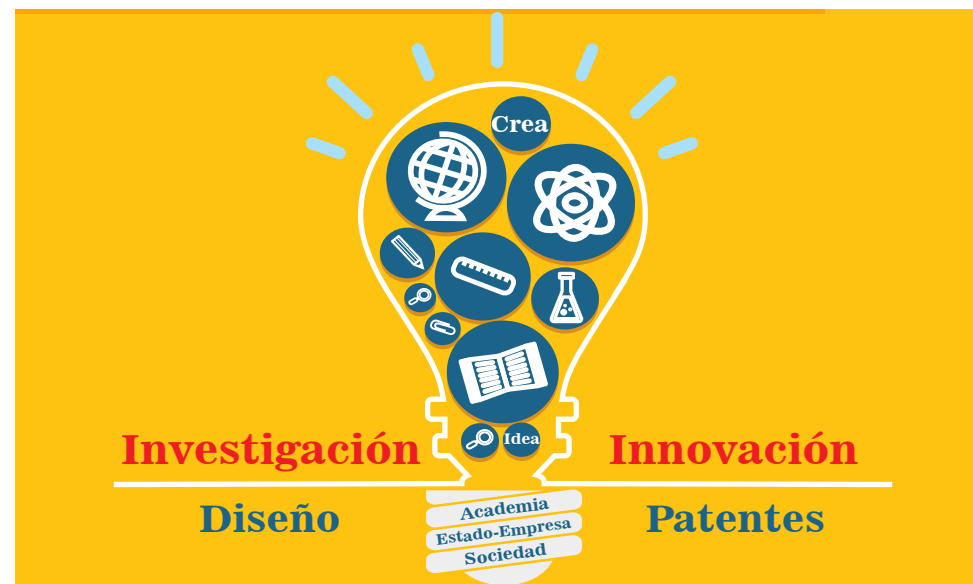 Crea
Idea
Investigación
Innovación
Diseño
Patentes
Academia
Estado-Empresa
Sociedad